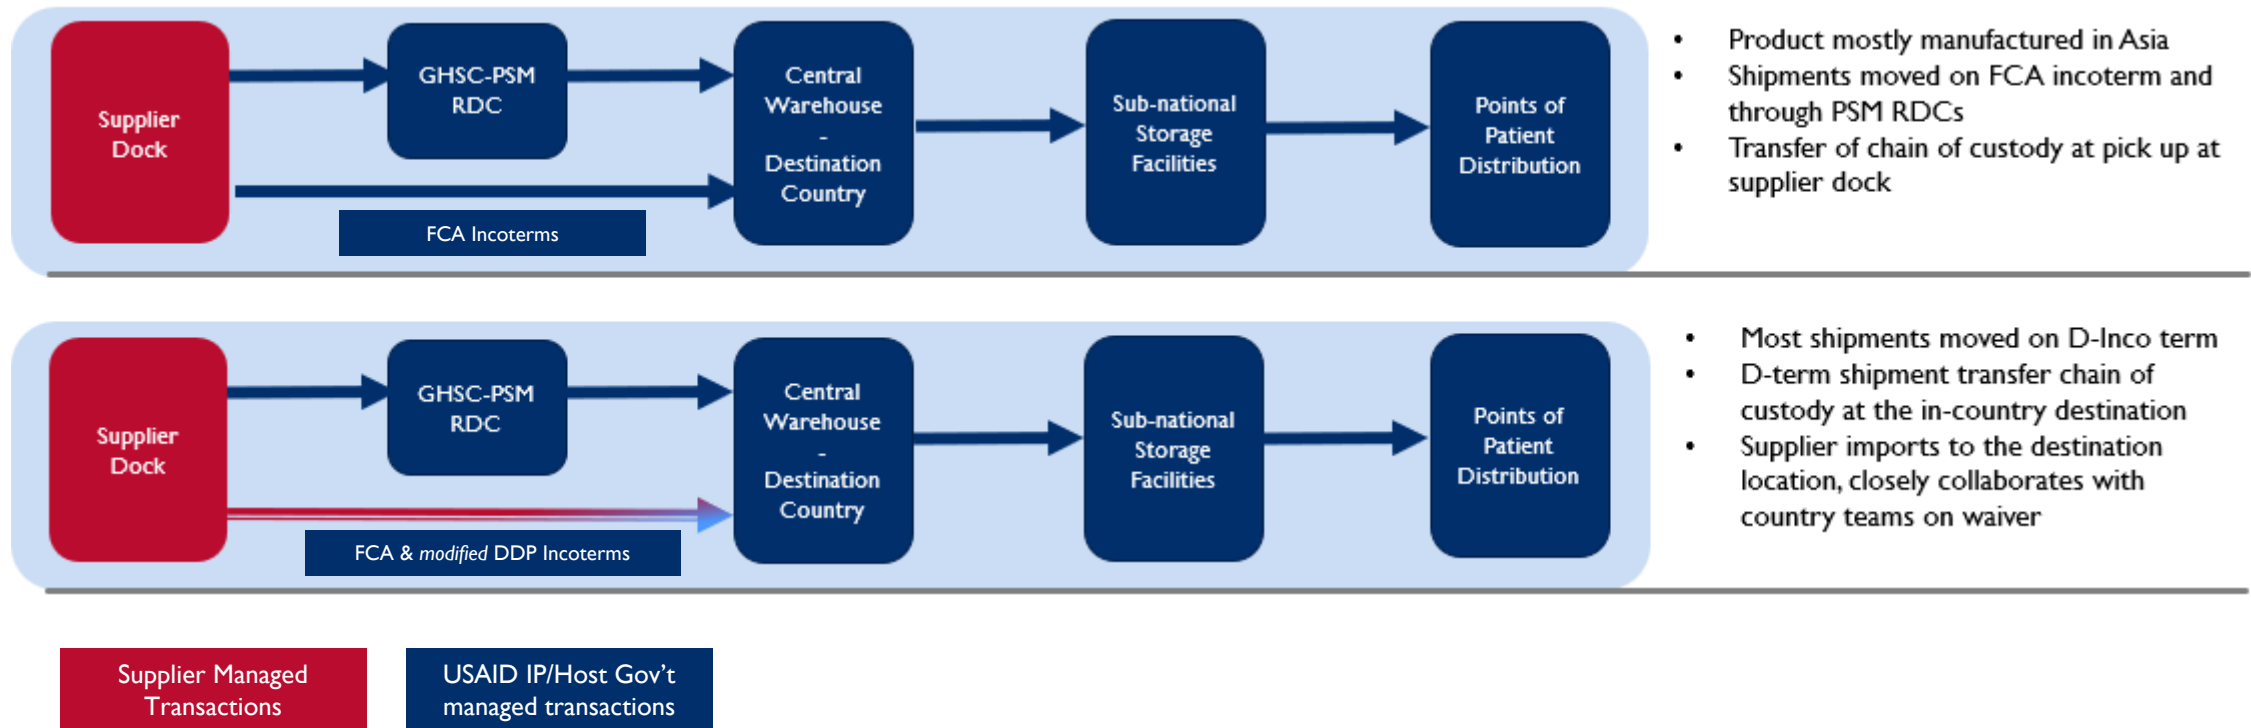 Supplier
Dock
GHSC-PSM
RDC
FCA Incoterms
Central
Warehouse
-
Destination
Country
Sub-national
Storage
Facilities
Points of
Patient
Distribution
• Product mostly manufactured in Asia
• Shipments moved on FCA incoterm and
through PSM RDCs
• Transfer of chain of custody at pick up at
supplier dock
Supplier
Dock
GHSC-PSM
RDC
FCA & modified DDP Incoterms
Central
Warehouse
-
Destination
Country
Sub-national
Storage
Facilities
Points of
Patient
Distribution
• Most shipments moved on D-Inco term
• D-term shipment transfer chain of
custody at the in-country destination
• Supplier imports to the destination
location, closely collaborates with
country teams on waiver
Supplier Managed
Transactions
USAID IP/Host Gov’t
managed transactions